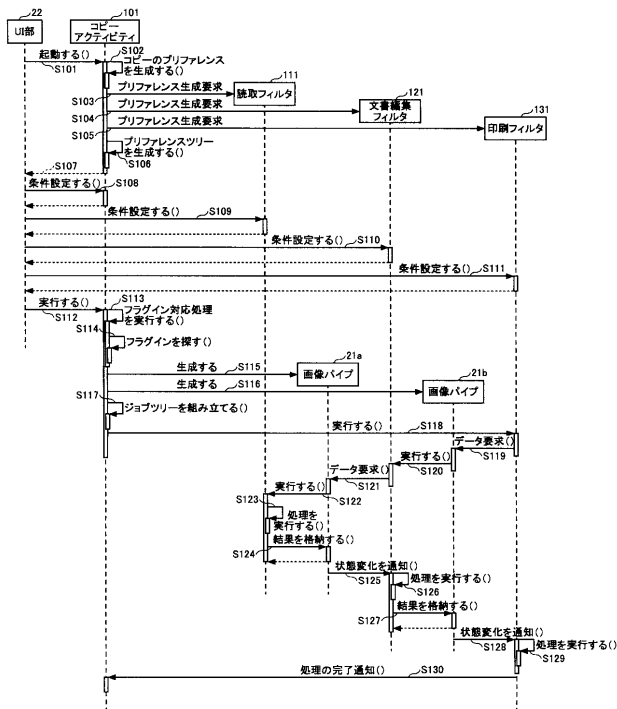 22
UI部
101
コピー
アクティビティ
起動する()
S101
S102
コピーのプリファレンス
を生成する()
111
読取フィルタ
プリファレンス生成要求
S103
121
文書編集
フィルタ
プリファレンス生成要求
S104
131
印刷フィルタ
プリファレンス生成要求
S105
プリファレンスツリー
を生成する()
S106
S107
条件設定する()
S108
条件設定する()
S109
条件設定する()
S110
条件設定する()
S111
実行する()
S112
S113
フラグイン対応処理
を実行する()
S114
フラグインを探す()
21a
画像パイプ
生成する
S115
21b
画像パイプ
生成する
S116
S117
ジョブツリーを組み立てる()
実行する()
S118
データ要求()
S119
実行する()
S120
データ要求()
S121
実行する()
S122
S123
処理を
実行する()
結果を格納する()
S124
状態変化を通知()
S125
処理を実行する()
S126
結果を格納する()
S127
状態変化を通知()
S128
処理を実行する()
S129
処理の完了通知()
S130